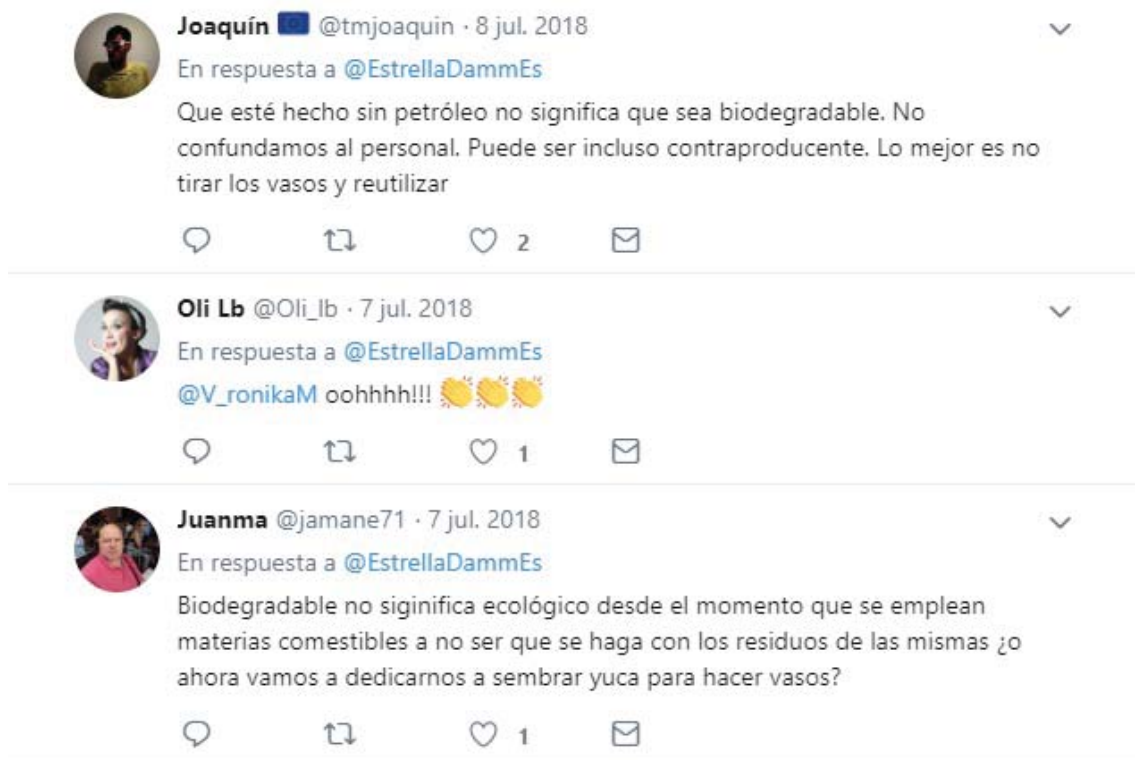 Joaquín @tmjoaquin · 8 jul. 2018
En respuesta a @EstrellaDammEs
Que esté hecho sin petróleo no significa que sea biodegradable. No
confundamos al personal. Puede ser incluso contraproducente. Lo mejor es no
tirar los vasos y reutilizar
2
Oli Lb @Oli_lb · 7 jul. 2018
En respuesta a @EstrellaDammEs
@V_ronikaM oohhhh!!! 👏👏👏
1
Juanma @jamane71 · 7 jul. 2018
En respuesta a @EstrellaDammEs
Biodegradable no siginifica ecológico desde el momento que se emplean
materias comestibles a no ser que se haga con los residuos de las mismas ¿o
ahora vamos a dedicarnos a sembrar yuca para hacer vasos?
1